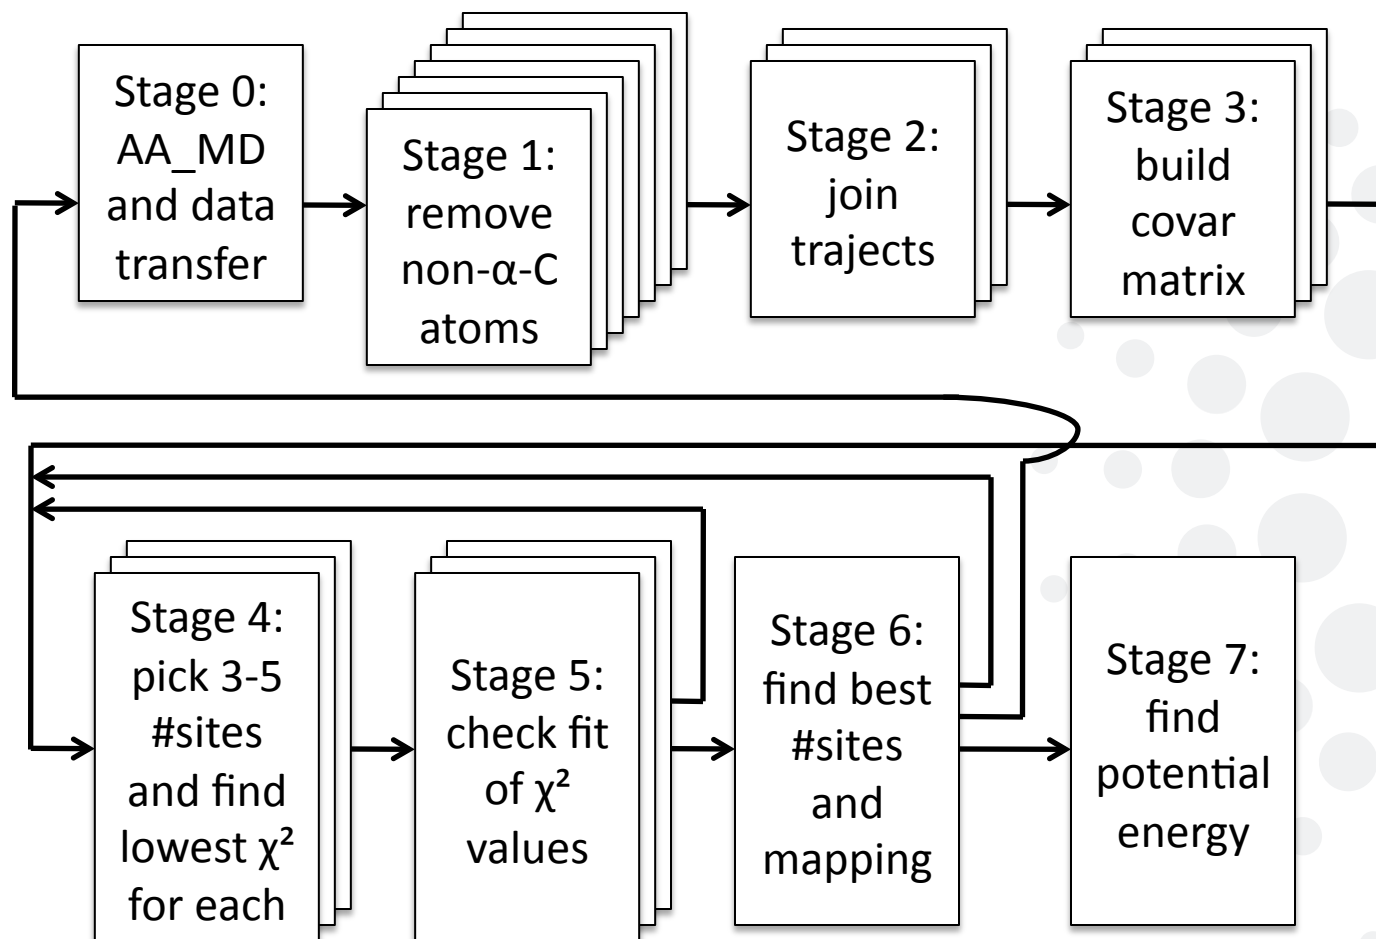 Stage 0:
AA_MD
and data
transfer
Stage 1:
remove
non-α-C
atoms
Stage 2:
join
trajects
Stage 3:
build
covar
matrix
Stage 4:
pick 3-5
#sites
and find
lowest χ²
for each
Stage 5:
check fit
of χ²
values
Stage 6:
find best
#sites
and
mapping
Stage 7:
find
potential
energy